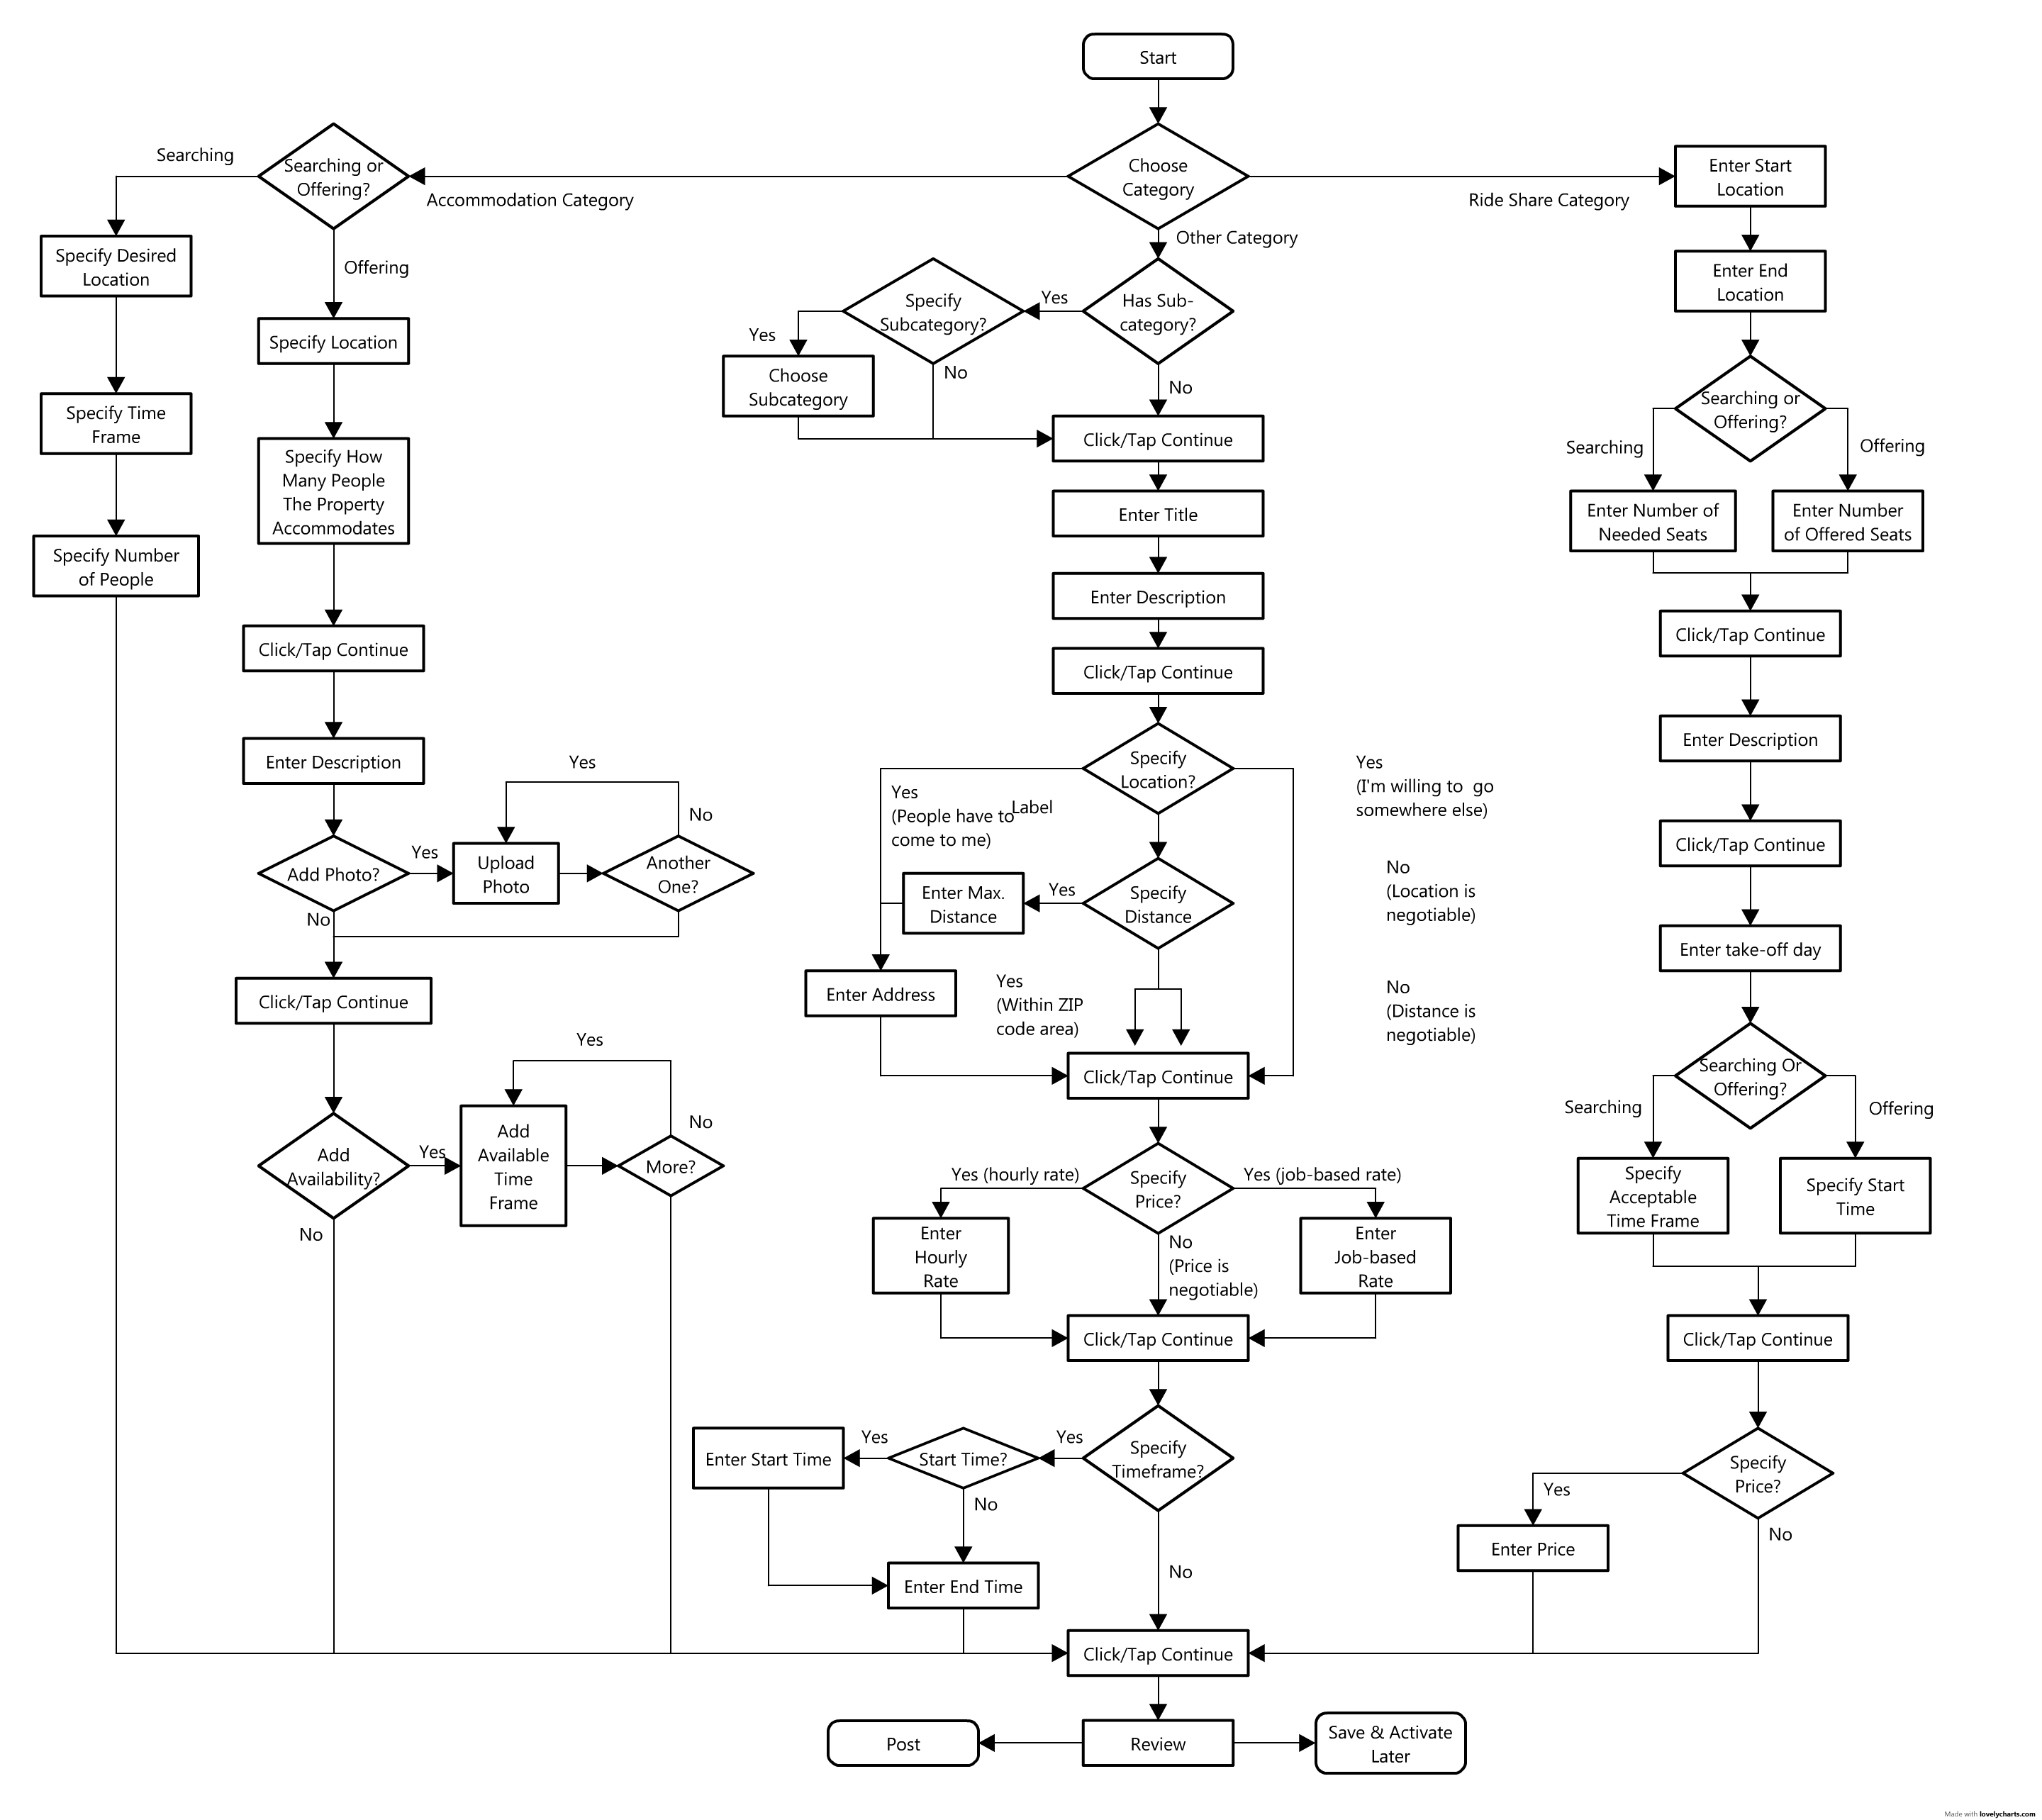 Start
Choose
Category
Searching
Searching or
Offering?
Accommodation Category
Ride Share Category
Enter Start
Location
Other Category
Specify Desired
Location
Offering
Specify Location
Specify Time
Frame
Specify How
Many People
The Property
Accommodates
Specify Number
of People
Click/Tap Continue
Enter Description
Add Photo?
Yes
Upload
Photo
Another
One?
Yes
No
No
Click/Tap Continue
Add
Availability?
Yes
Add
Available
Time
Frame
More?
Yes
No
No
Has Sub-
category?
Yes
Specify
Subcategory?
Yes
Choose
Subcategory
No
No
Click/Tap Continue
Enter Title
Enter Description
Click/Tap Continue
Specify
Location?
Yes
(People have to
come to me)
Label
Yes
(I'm willing to  go
somewhere else)
No
(Location is
negotiable)
Specify
Distance
Yes
Enter Max.
Distance
Enter Address
Yes
(Within ZIP
code area)
No
(Distance is
negotiable)
Click/Tap Continue
Specify
Price?
Yes (hourly rate)
Yes (job-based rate)
Enter
Hourly
Rate
No
(Price is
negotiable)
Enter
Job-based
Rate
Click/Tap Continue
Specify
Timeframe?
Yes
Start Time?
Yes
Enter Start Time
No
Enter End Time
No
Click/Tap Continue
Enter End
Location
Searching or
Offering?
Searching
Offering
Enter Number of
Needed Seats
Enter Number
of Offered Seats
Click/Tap Continue
Enter Description
Click/Tap Continue
Enter take-off day
Searching Or
Offering?
Searching
Offering
Specify
Acceptable
Time Frame
Specify Start
Time
Click/Tap Continue
Specify
Price?
Yes
Enter Price
No
Review
Post
Save & Activate
Later
Made with lovelycharts.com